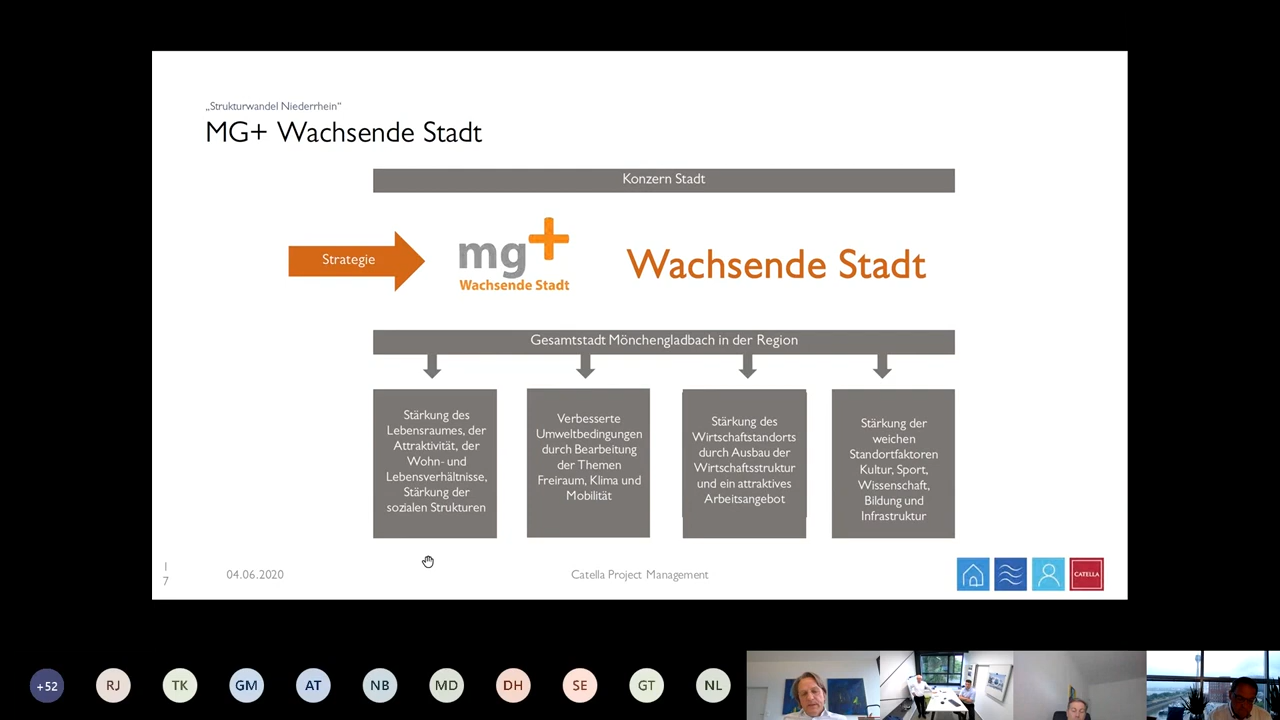 „Strukturwandel Niederrhein“
MG+ Wachsende Stadt
Konzern Stadt
Strategie
mg+
Wachsende Stadt
Wachsende Stadt
Gesamtstadt Mönchengladbach in der Region
Stärkung des
Lebensraumes, der
Attraktivität, der
Wohn- und
Lebensverhältnisse,
Stärkung der
sozialen Strukturen
Verbesserte
Umweltbedingungen
durch Bearbeitung
der Themen
Freiraum, Klima und
Mobilität
Stärkung des
Wirtschaftstandorts
durch Ausbau der
Wirtschaftsstruktur
und ein attraktives
Arbeitsangebot
Stärkung der
weichen
Standortfaktoren
Kultur, Sport,
Wissenschaft,
Bildung und
Infrastruktur
1
7
04.06.2020
Catella Project Management
CATELLA
+52
RJ
TK
GM
AT
NB
MD
DH
SE
GT
NL